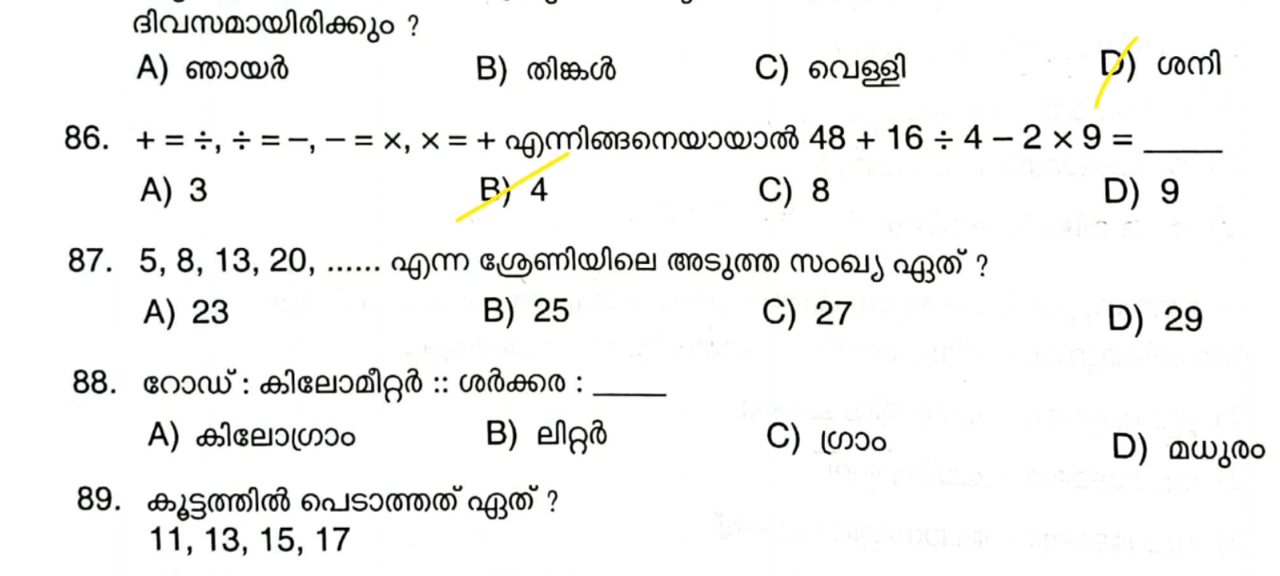 ദിവസമായിരിക്കും ?
A) ഞായർ B) തിങ്കൾ C) വെള്ളി D) ശനി
86. + = ÷, ÷ = –, – = ×, × = + എന്നിങ്ങനെയായാൽ 48 + 16 ÷ 4 – 2 × 9 = ____
A) 3 B) 4 C) 8 D) 9
87. 5, 8, 13, 20, ...... എന്ന ശ്രേണിയിലെ അടുത്ത സംഖ്യ ഏത് ?
A) 23 B) 25 C) 27 D) 29
88. റോഡ് : കിലോമീറ്റർ :: ശർക്കര : ____
A) കിലോഗ്രാം B) ലിറ്റർ C) ഗ്രാം D) മധുരം
89. കൂട്ടത്തിൽ പെടാത്തത് ഏത് ?
11, 13, 15, 17